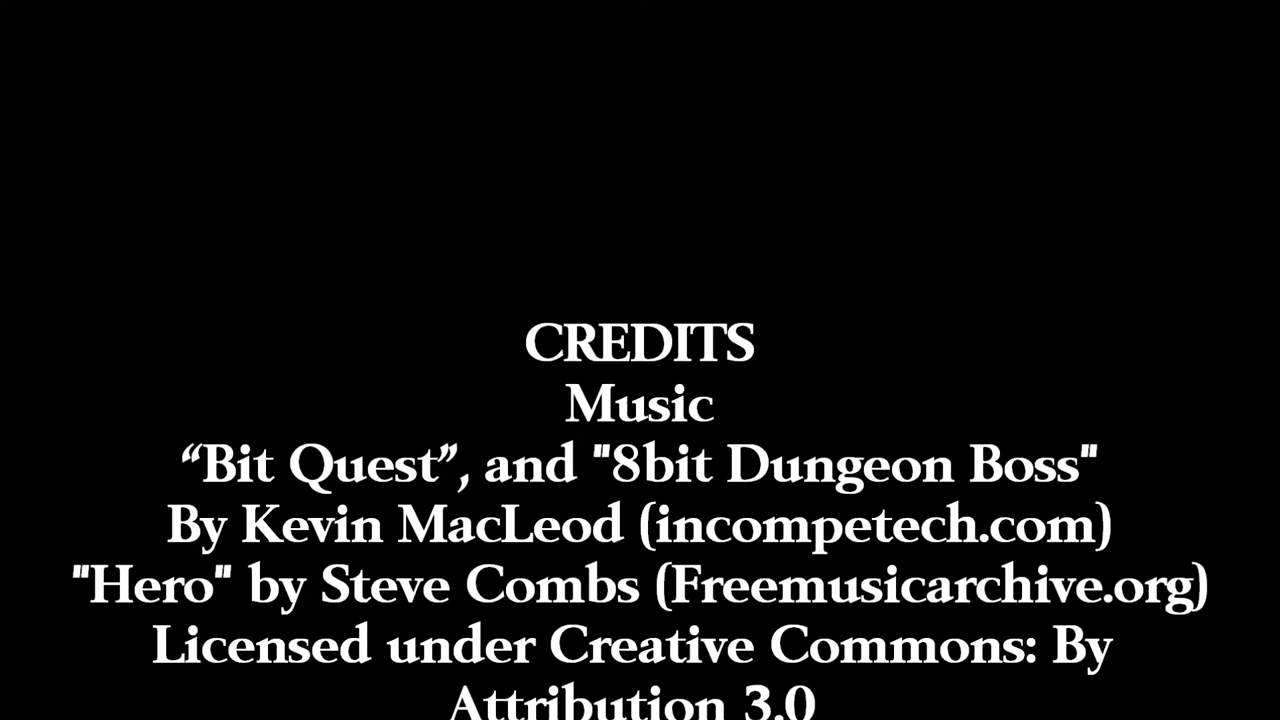 CREDITS
Music
“Bit Quest”, and "8bit Dungeon Boss"
By Kevin MacLeod (incompetech.com)
"Hero" by Steve Combs (Freemusicarchive.org)
Licensed under Creative Commons: By
Attribution 3.0